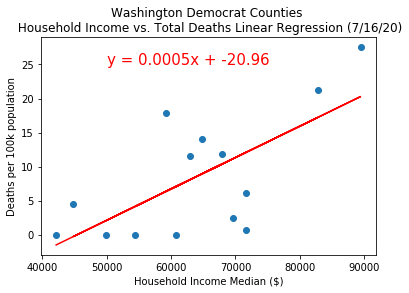 Washington Democrat Counties
Household Income vs. Total Deaths Linear Regression (7/16/20)
y = 0.0005x + -20.96
Deaths per 100k population
25
20
15
10
5
0
40000 50000 60000 70000 80000 90000
Household Income Median ($)